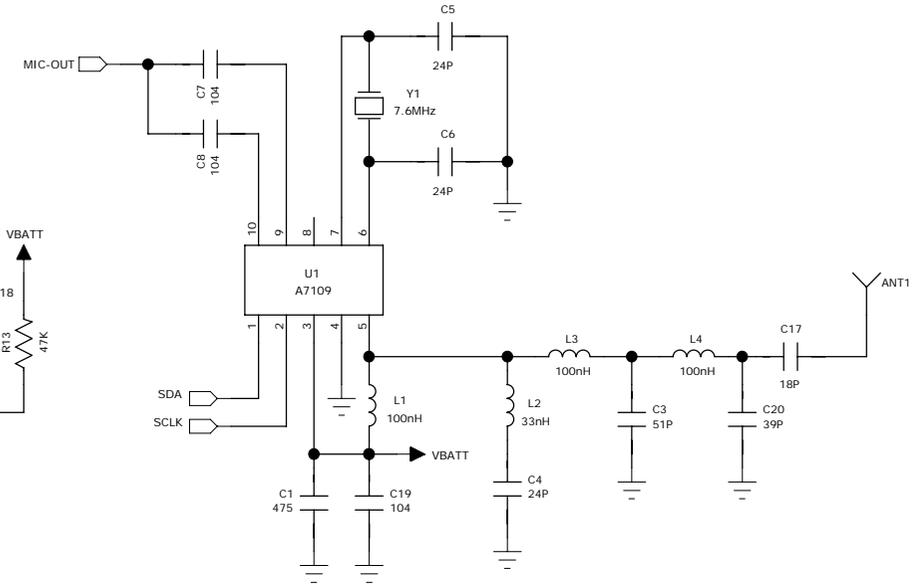 C5
24P
MIC-OUT
C7
104
Y1
7.6MHz
C8
104
C6
24P
10
9
8
7
6
VBATT
U1
A7109
18
R13
47K
1
2
3
4
5
ANT1
L3
100nH
L4
100nH
C17
18P
SDA
SCLK
L1
100nH
L2
33nH
C3
51P
C20
39P
VBATT
C1
475
C19
104
C4
24P